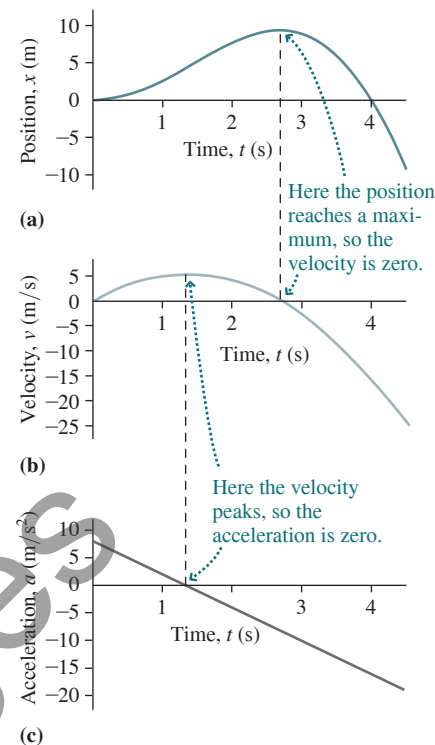 10
5
0
−5
−10
Position, x (m)
1 2 3 4
Time, t (s)
Here the position
reaches a maxi-
mum, so the
velocity is zero.
(a)
5
0
−5
−10
−15
−20
−25
Velocity, v (m/s)
1 2 3 4
Time, t (s)
(b)
Here the velocity
peaks, so the
acceleration is zero.
10
5
0
−5
−10
−15
−20
Acceleration, a (m/s²)
1 2 3 4
Time, t (s)
(c)